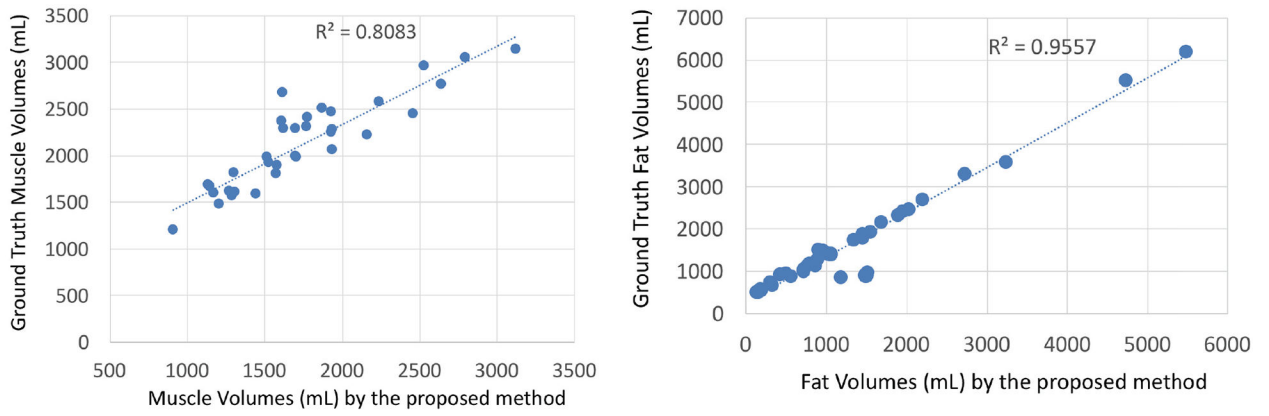 Ground Truth Muscle Volumes (mL)
3500
3000
2500
2000
1500
1000
500
0
R² = 0.8083
500 1000 1500 2000 2500 3000 3500
Muscle Volumes (mL) by the proposed method
Ground Truth Fat Volumes (mL)
7000
6000
5000
4000
3000
2000
1000
0
R² = 0.9557
0 1000 2000 3000 4000 5000 6000
Fat Volumes (mL) by the proposed method